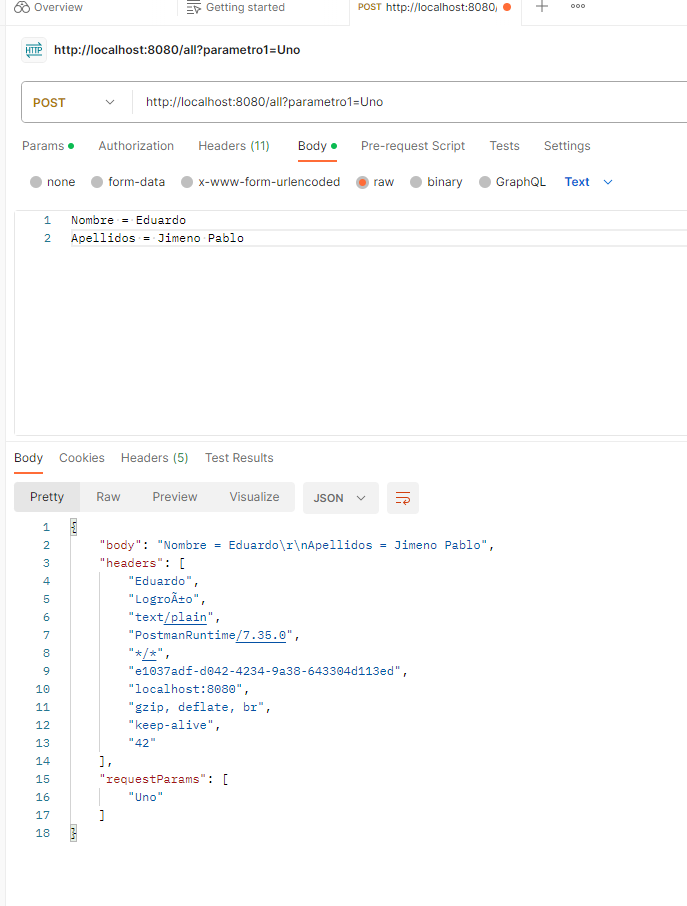 Overview
Getting started
POST http://localhost:8080/
HTTP http://localhost:8080/all?parametro1=Uno
POST http://localhost:8080/all?parametro1=Uno
Params Authorization Headers (11) Body Pre-request Script Tests Settings
none form-data x-www-form-urlencoded raw binary GraphQL Text
1 Nombre = Eduardo
2 Apellidos = Jimeno Pablo
Body Cookies Headers (5) Test Results
Pretty Raw Preview Visualize JSON
1 {
2 "body": "Nombre = Eduardo\r\nApellidos = Jimeno Pablo",
3 "headers": [
4 "Eduardo",
5 "LogroÃ±o",
6 "text/plain",
7 "PostmanRuntime/7.35.0",
8 "*/*",
9 "e1037adf-d042-4234-9a38-643304d113ed",
10 "localhost:8080",
11 "gzip, deflate, br",
12 "keep-alive",
13 "42"
14 ],
15 "requestParams": [
16 "Uno"
17 ]
18 }